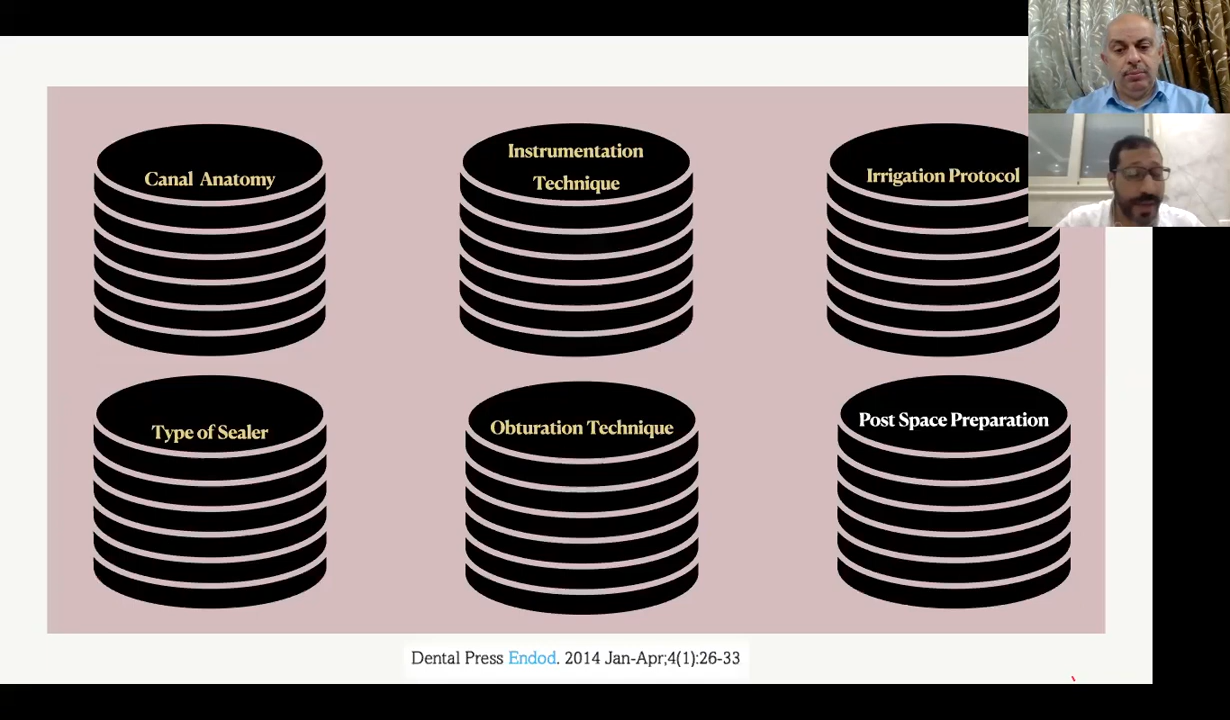 Canal Anatomy
Instrumentation
Technique
Irrigation Protocol
Type of Sealer
Obturation Technique
Post Space Preparation
Dental Press Endod. 2014 Jan-Apr;4(1):26-33